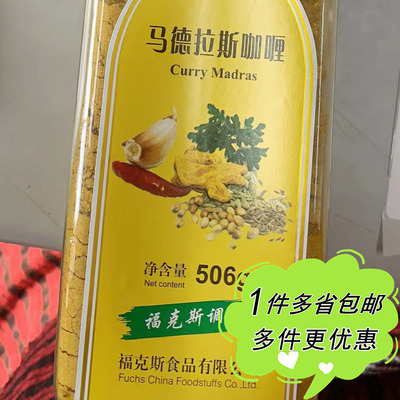 马德拉斯咖喱
Curry Madras
净含量 506g
Net content
福克斯调
福克斯食品有限
Fuchs China Foodstuffs Co.,Ltd.
1件多省包邮
多件更优惠